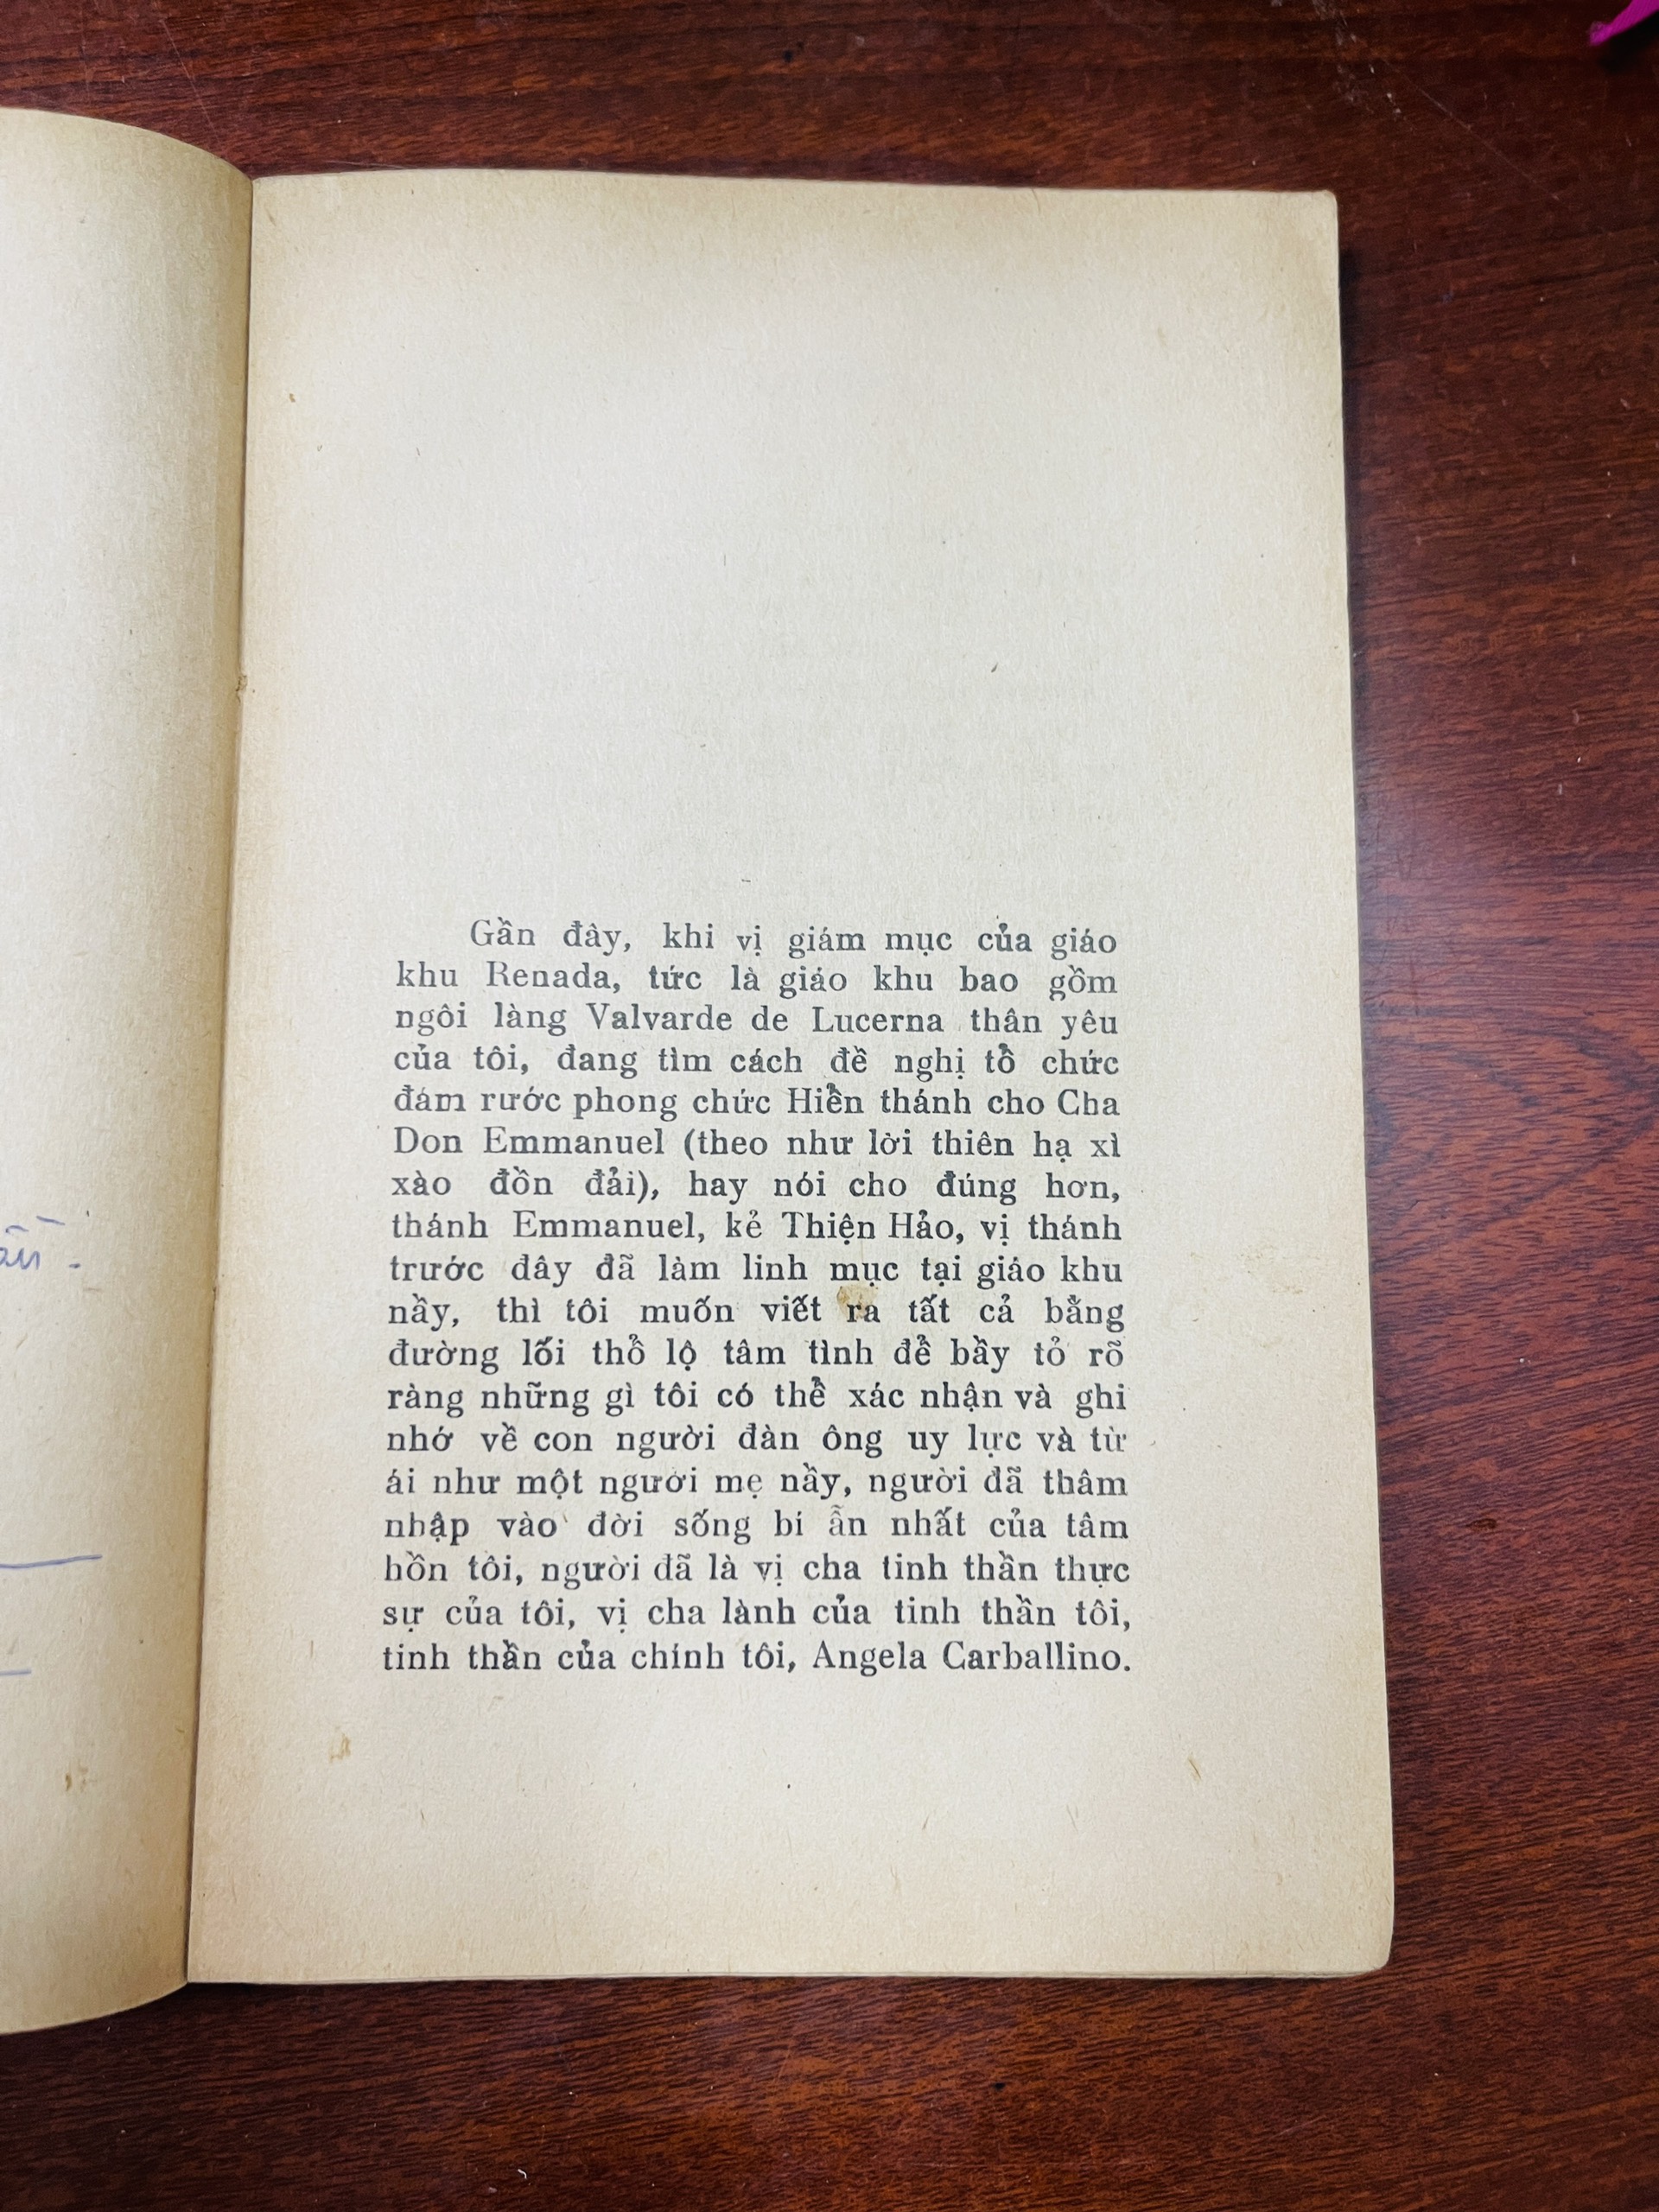 Gần đây, khi vị giám mục của giáo
khu Renada, tức là giáo khu bao gồm
ngôi làng Valvarde de Lucerna thân yêu
của tôi, đang tìm cách đề nghị tổ chức
đám rước phong chức Hiển thánh cho Cha
Don Emmanuel (theo như lời thiên hạ xì
xào đồn đải), hay nói cho đúng hơn,
thánh Emmanuel, kẻ Thiện Hảo, vị thánh
trước đây đã làm linh mục tại giáo khu
nầy, thì tôi muốn viết ra tất cả bằng
đường lối thổ lộ tâm tình để bầy tỏ rõ
ràng những gì tôi có thể xác nhận và ghi
nhớ về con người đàn ông uy lực và từ
ái như một người mẹ nầy, người đã thâm
nhập vào đời sống bí ẩn nhất của tâm
hồn tôi, người đã là vị cha tinh thần thực
sự của tôi, vị cha lành của tinh thần tôi,
tinh thần của chính tôi, Angela Carballino.